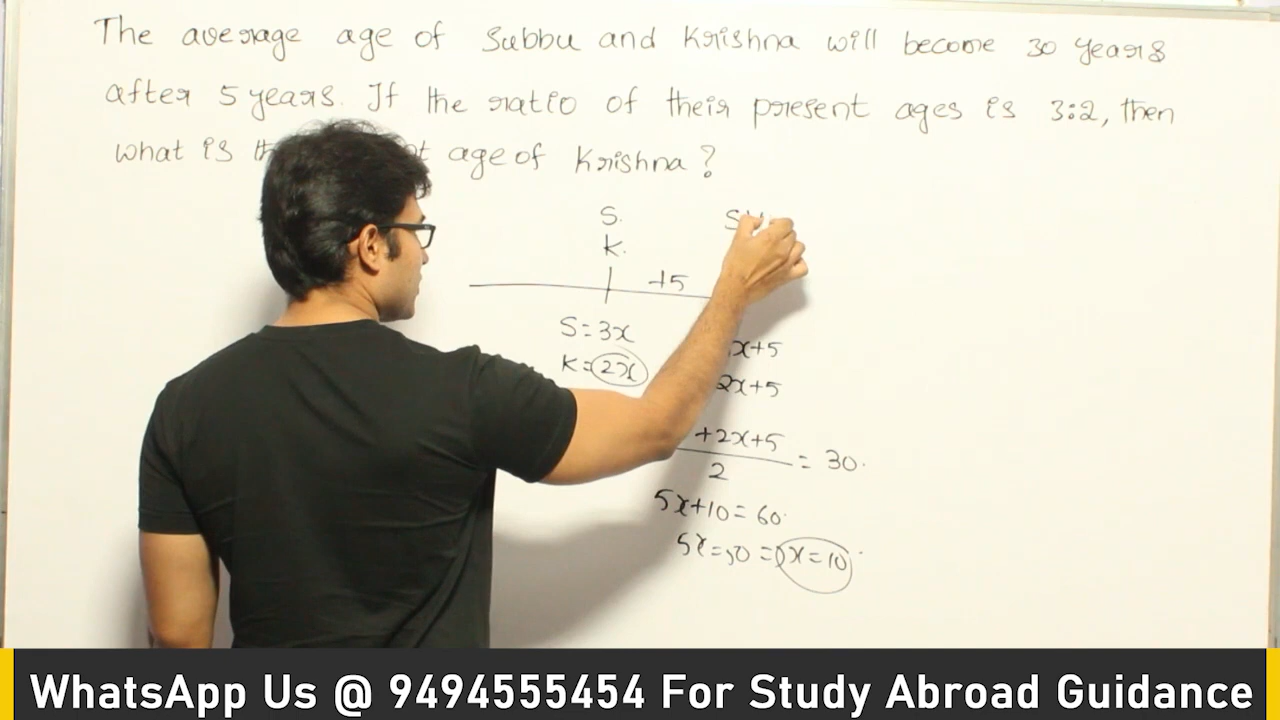 The average age of Subbu and Krishna will become 30 years
after 5 years. If the ratio of their present ages is 3:2, then
what is age of Krishna?
S.
K.
+5
S=3x
K=2x
x+5
2x+5
+2x+5
2
= 30.
5x+10=60.
5x=50 => x=10
WhatsApp Us @ 9494555454 For Study Abroad Guidance